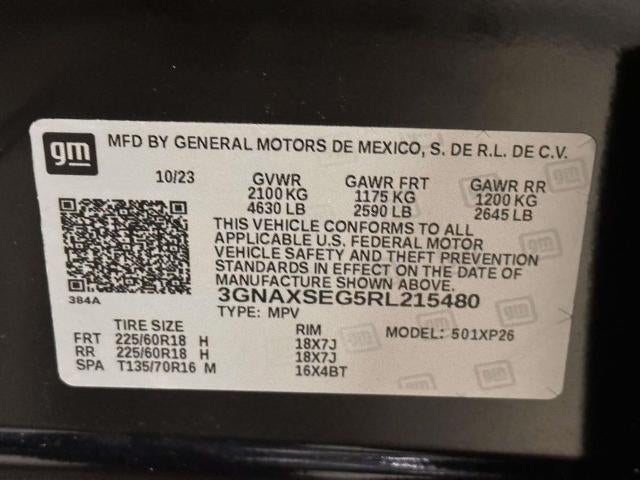 gm MFD BY GENERAL MOTORS DE MEXICO, S. DE R.L. DE C.V.
10/23 GVWR GAWR FRT GAWR RR
2100 KG 1175 KG 1200 KG
4630 LB 2590 LB 2645 LB
THIS VEHICLE CONFORMS TO ALL
APPLICABLE U.S. FEDERAL MOTOR
VEHICLE SAFETY AND THEFT PREVENTION
STANDARDS IN EFFECT ON THE DATE OF
MANUFACTURE SHOWN ABOVE.
384A 3GNAXSEG5RL215480
TYPE: MPV
TIRE SIZE RIM MODEL: 501XP26
FRT 225/60R18 H 18X7J
RR 225/60R18 H 18X7J
SPA T135/70R16 M 16X4BT